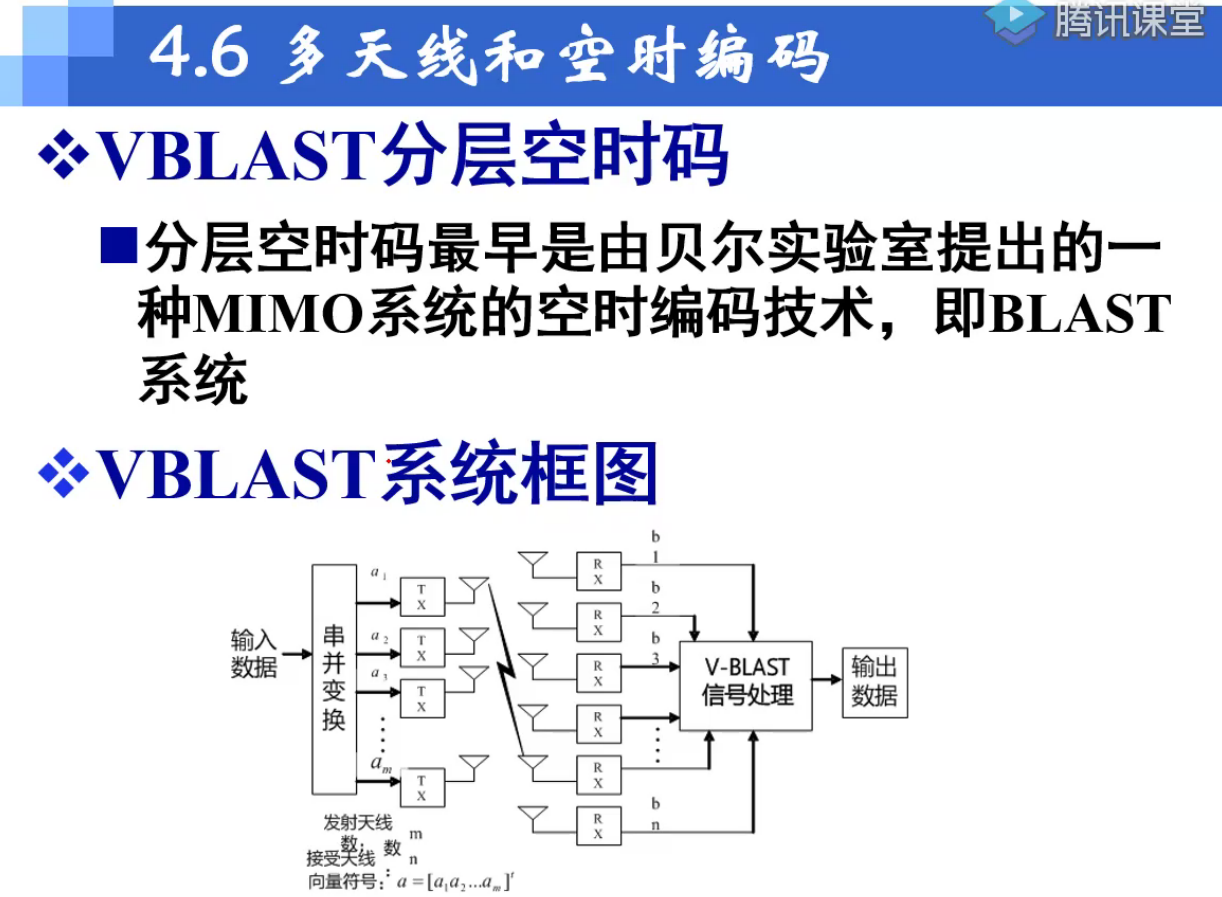 腾讯课堂
4.6 多天线和空时编码
VBLAST分层空时码
分层空时码最早是由贝尔实验室提出的一
种MIMO系统的空时编码技术，即BLAST
系统
VBLAST系统框图
输入
数据
串
并
变
换
a1
a2
a3
am
T
X
T
X
T
X
T
X
R
X
R
X
R
X
R
X
R
X
R
X
b
1
b
2
b
3
b
n
V-BLAST
信号处理
输出
数据
发射天线
数： m
接受天线数： n
向量符号：a = [a1a2...am]t